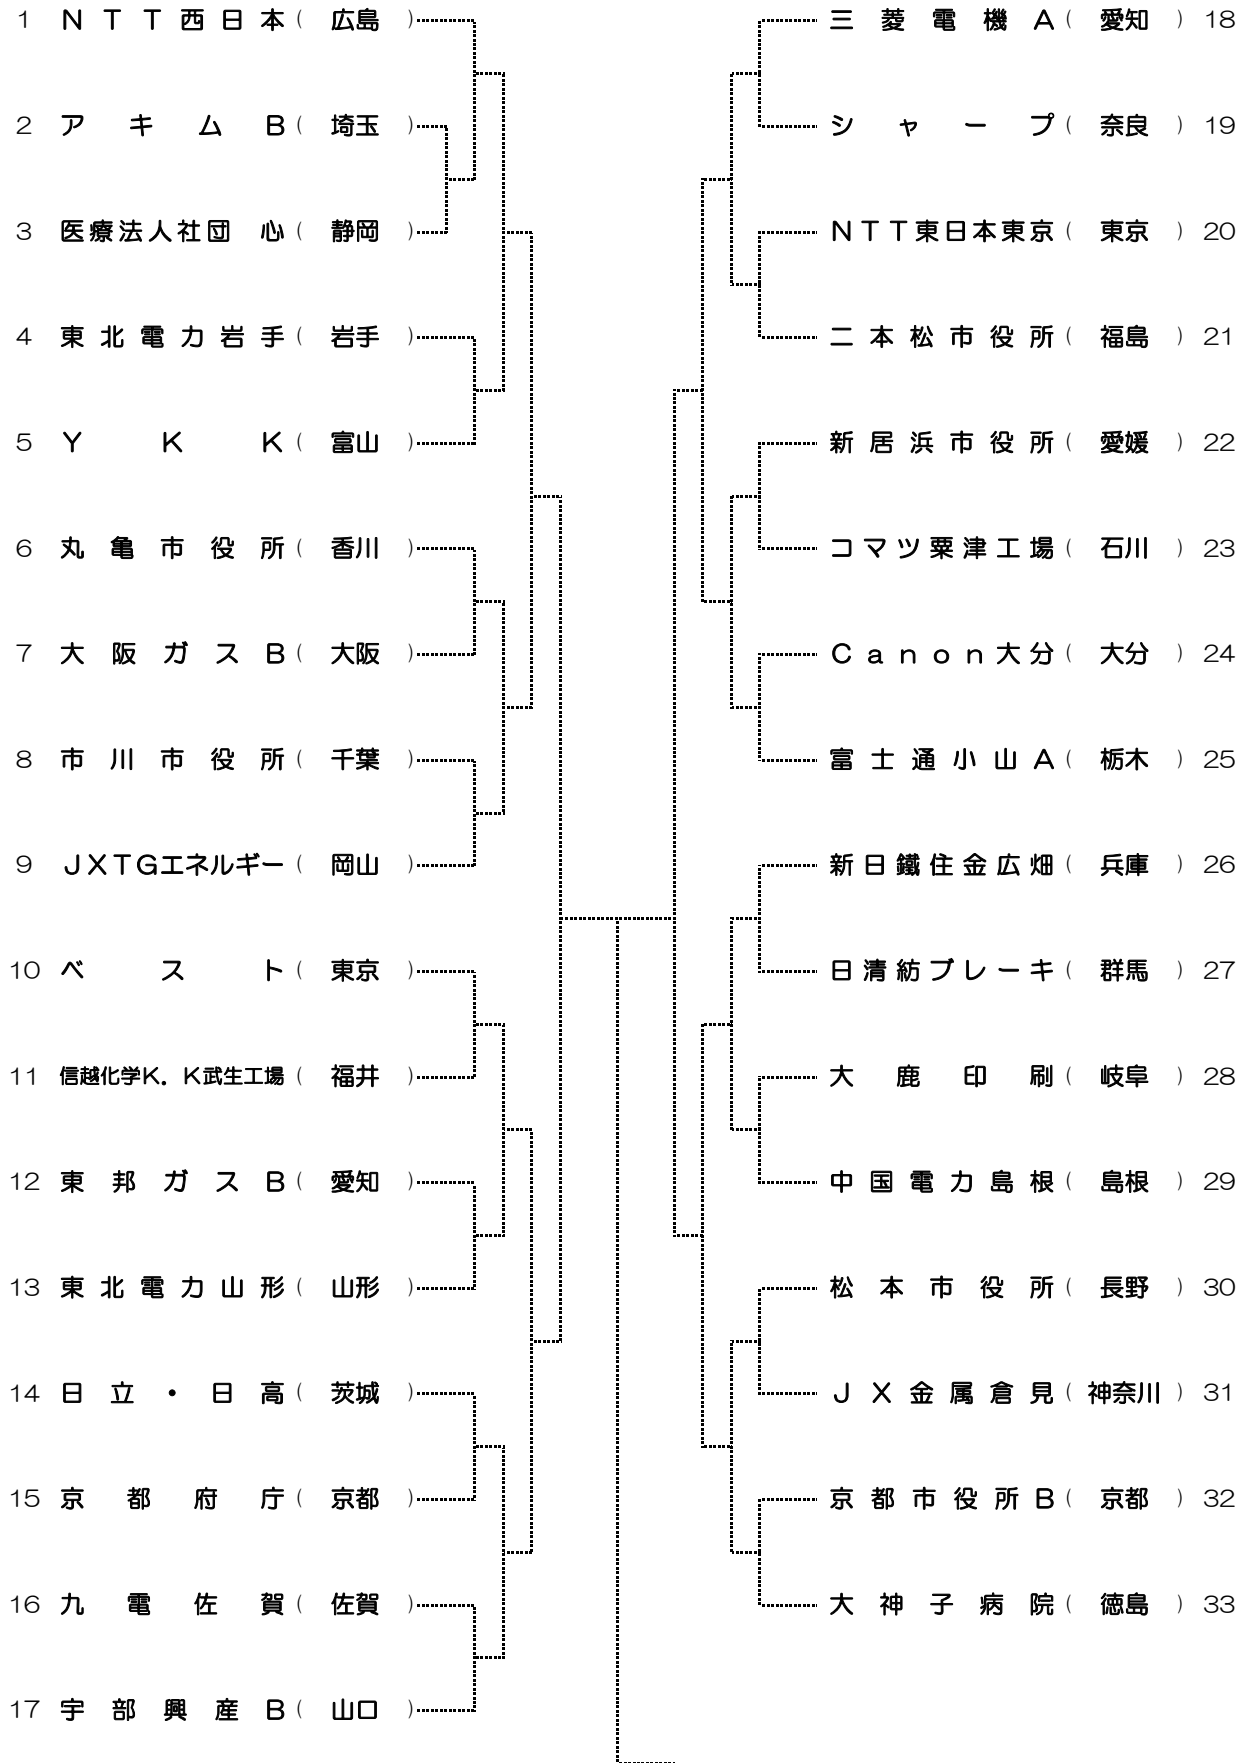 1 NTT西日本 ( 広島 )
2 アキムB ( 埼玉 )
3 医療法人社団 心 ( 静岡 )
4 東北電力岩手 ( 岩手 )
5 YKK ( 富山 )
6 丸亀市役所 ( 香川 )
7 大阪ガスB ( 大阪 )
8 市川市役所 ( 千葉 )
9 JXTGエネルギー ( 岡山 )
10 ベスト ( 東京 )
11 信越化学K.K武生工場 ( 福井 )
12 東邦ガスB ( 愛知 )
13 東北電力山形 ( 山形 )
14 日立・日高 ( 茨城 )
15 京都府庁 ( 京都 )
16 九電佐賀 ( 佐賀 )
17 宇部興産B ( 山口 )
三菱電機A ( 愛知 ) 18
シャープ ( 奈良 ) 19
NTT東日本東京 ( 東京 ) 20
二本松市役所 ( 福島 ) 21
新居浜市役所 ( 愛媛 ) 22
コマツ粟津工場 ( 石川 ) 23
Canon大分 ( 大分 ) 24
富士通小山A ( 栃木 ) 25
新日鐵住金広畑 ( 兵庫 ) 26
日清紡ブレーキ ( 群馬 ) 27
大鹿印刷 ( 岐阜 ) 28
中国電力島根 ( 島根 ) 29
松本市役所 ( 長野 ) 30
JX金属倉見 ( 神奈川 ) 31
京都市役所B ( 京都 ) 32
大神子病院 ( 徳島 ) 33